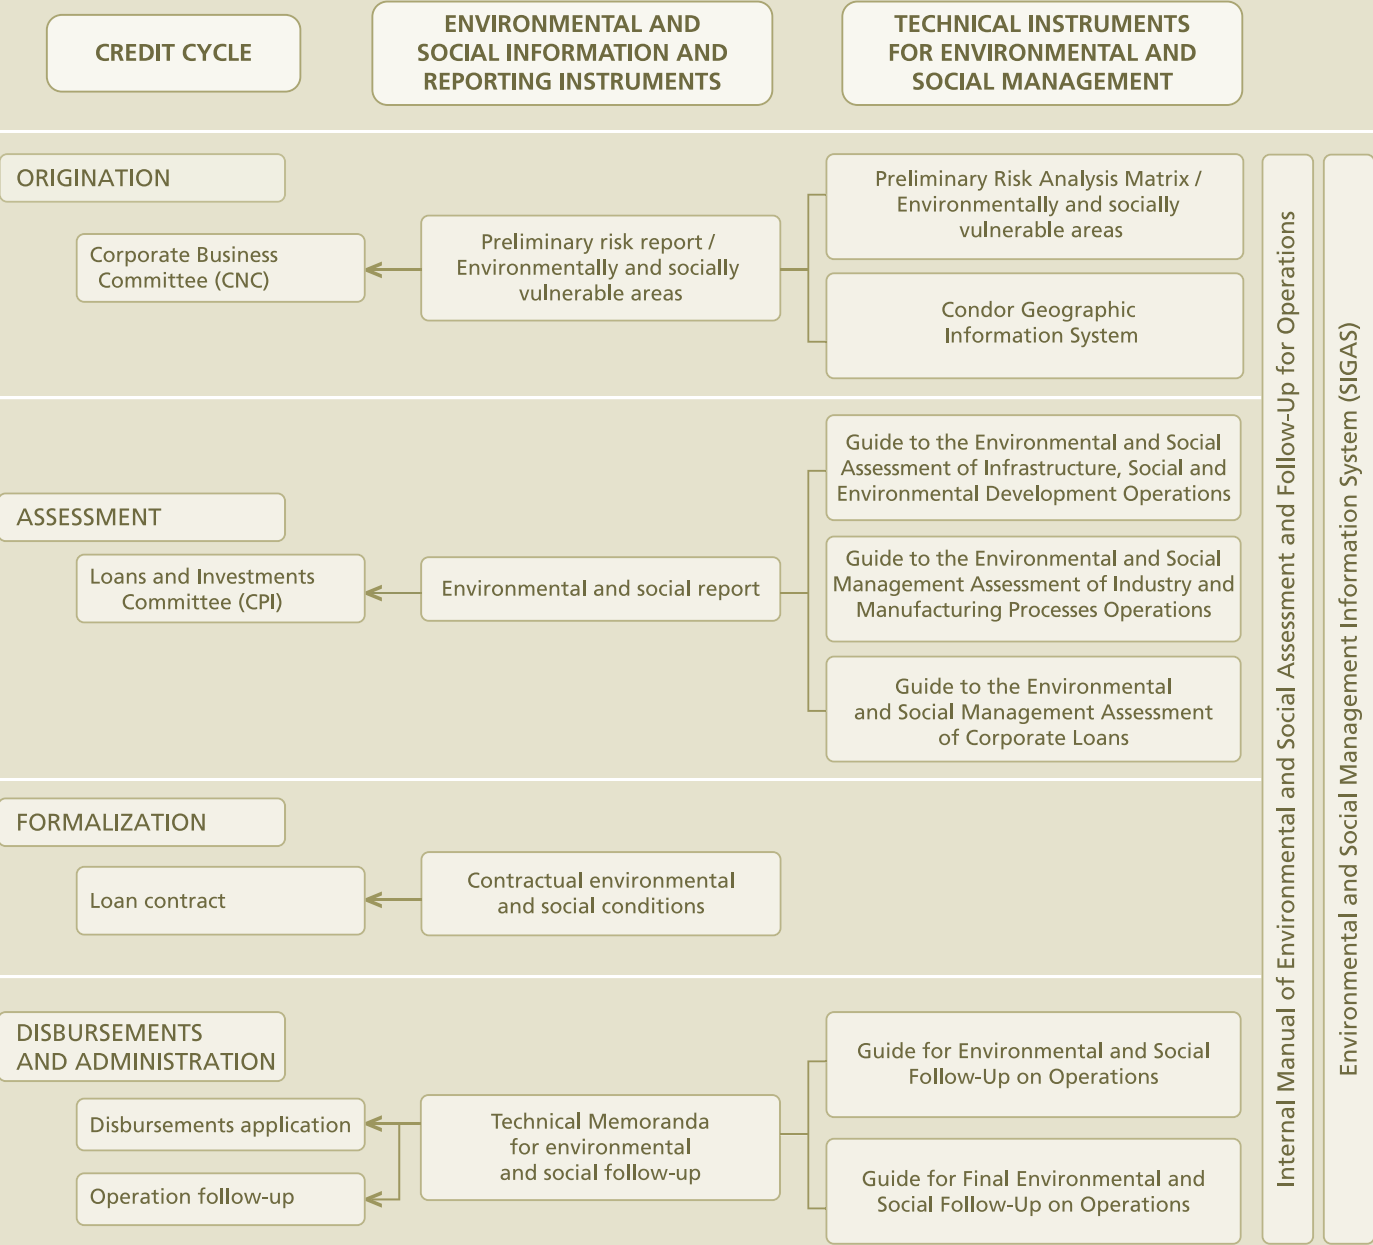 CREDIT CYCLE
ENVIRONMENTAL AND
SOCIAL INFORMATION AND
REPORTING INSTRUMENTS
TECHNICAL INSTRUMENTS
FOR ENVIRONMENTAL AND
SOCIAL MANAGEMENT
ORIGINATION
Corporate Business
Committee (CNC)
Preliminary risk report /
Environmentally and socially
vulnerable areas
Preliminary Risk Analysis Matrix /
Environmentally and socially
vulnerable areas
Condor Geographic
Information System
ASSESSMENT
Loans and Investments
Committee (CPI)
Environmental and social report
Guide to the Environmental and Social
Assessment of Infrastructure, Social and
Environmental Development Operations
Guide to the Environmental and Social
Management Assessment of Industry and
Manufacturing Processes Operations
Guide to the Environmental
and Social Management Assessment
of Corporate Loans
FORMALIZATION
Loan contract
Contractual environmental
and social conditions
DISBURSEMENTS
AND ADMINISTRATION
Disbursements application
Operation follow-up
Technical Memoranda
for environmental
and social follow-up
Guide for Environmental and Social
Follow-Up on Operations
Guide for Final Environmental and
Social Follow-Up on Operations
Internal Manual of Environmental and Social Assessment and Follow-Up for Operations
Environmental and Social Management Information System (SIGAS)